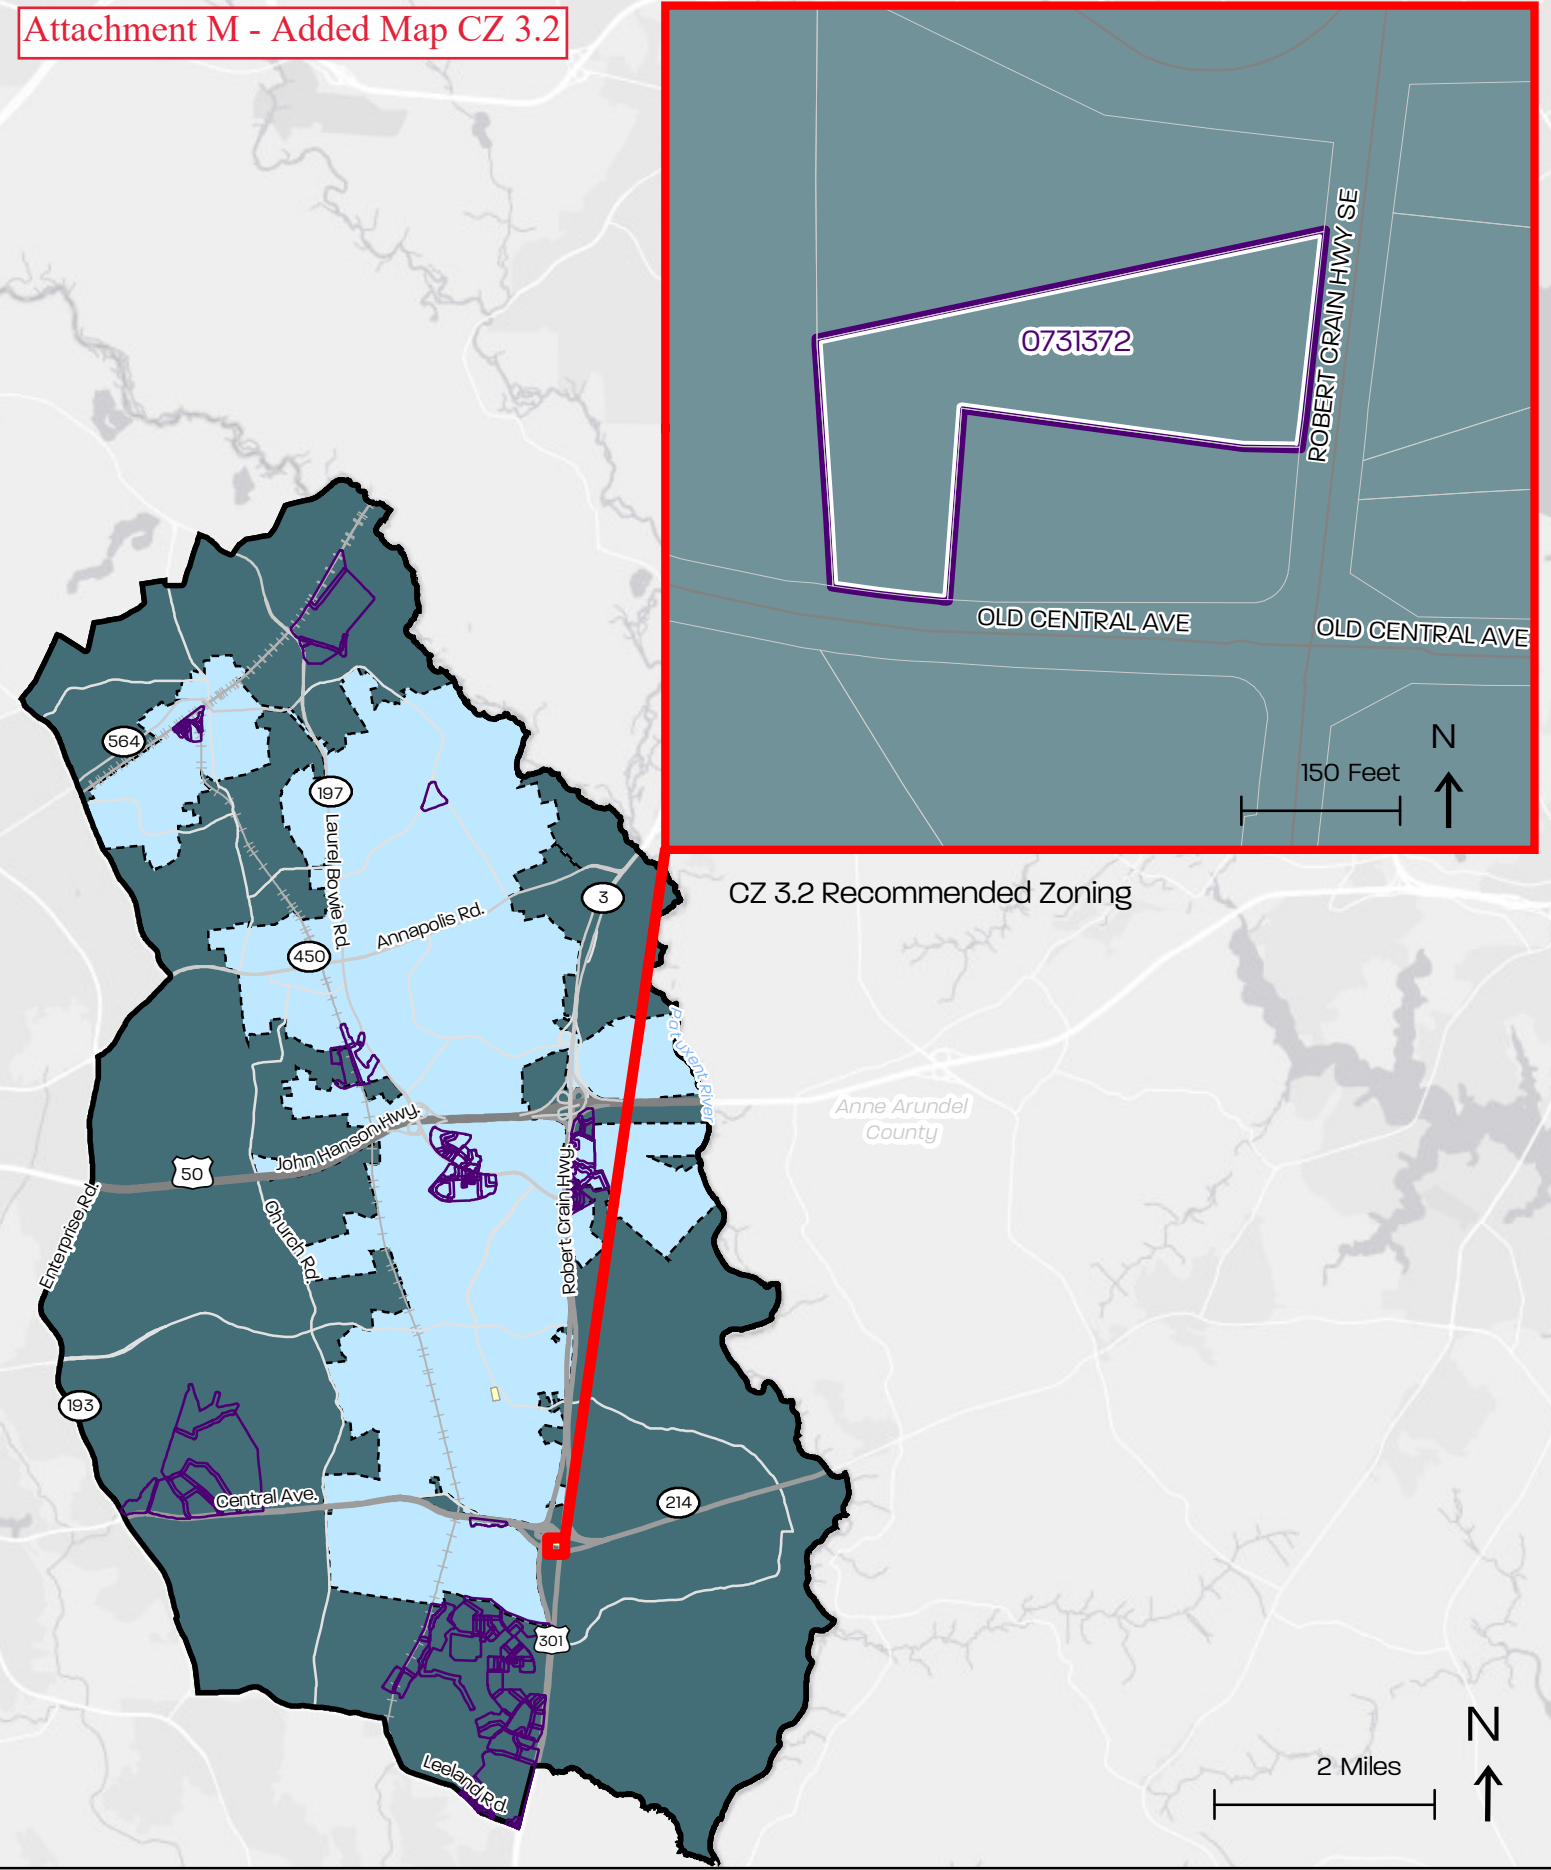 Attachment M - Added Map CZ 3.2
ROBERT CRAIN HWY SE
0731372
OLD CENTRAL AVE
OLD CENTRAL AVE
N
150 Feet
CZ 3.2 Recommended Zoning
564
197
Laurel Bowie Rd.
3
Annapolis Rd.
450
Patuxent River
Anne Arundel
County
John Hanson Hwy.
50
Enterprise Rd.
Church Rd.
Robert Crain Hwy.
193
Central Ave.
214
301
Leeland Rd.
N
2 Miles